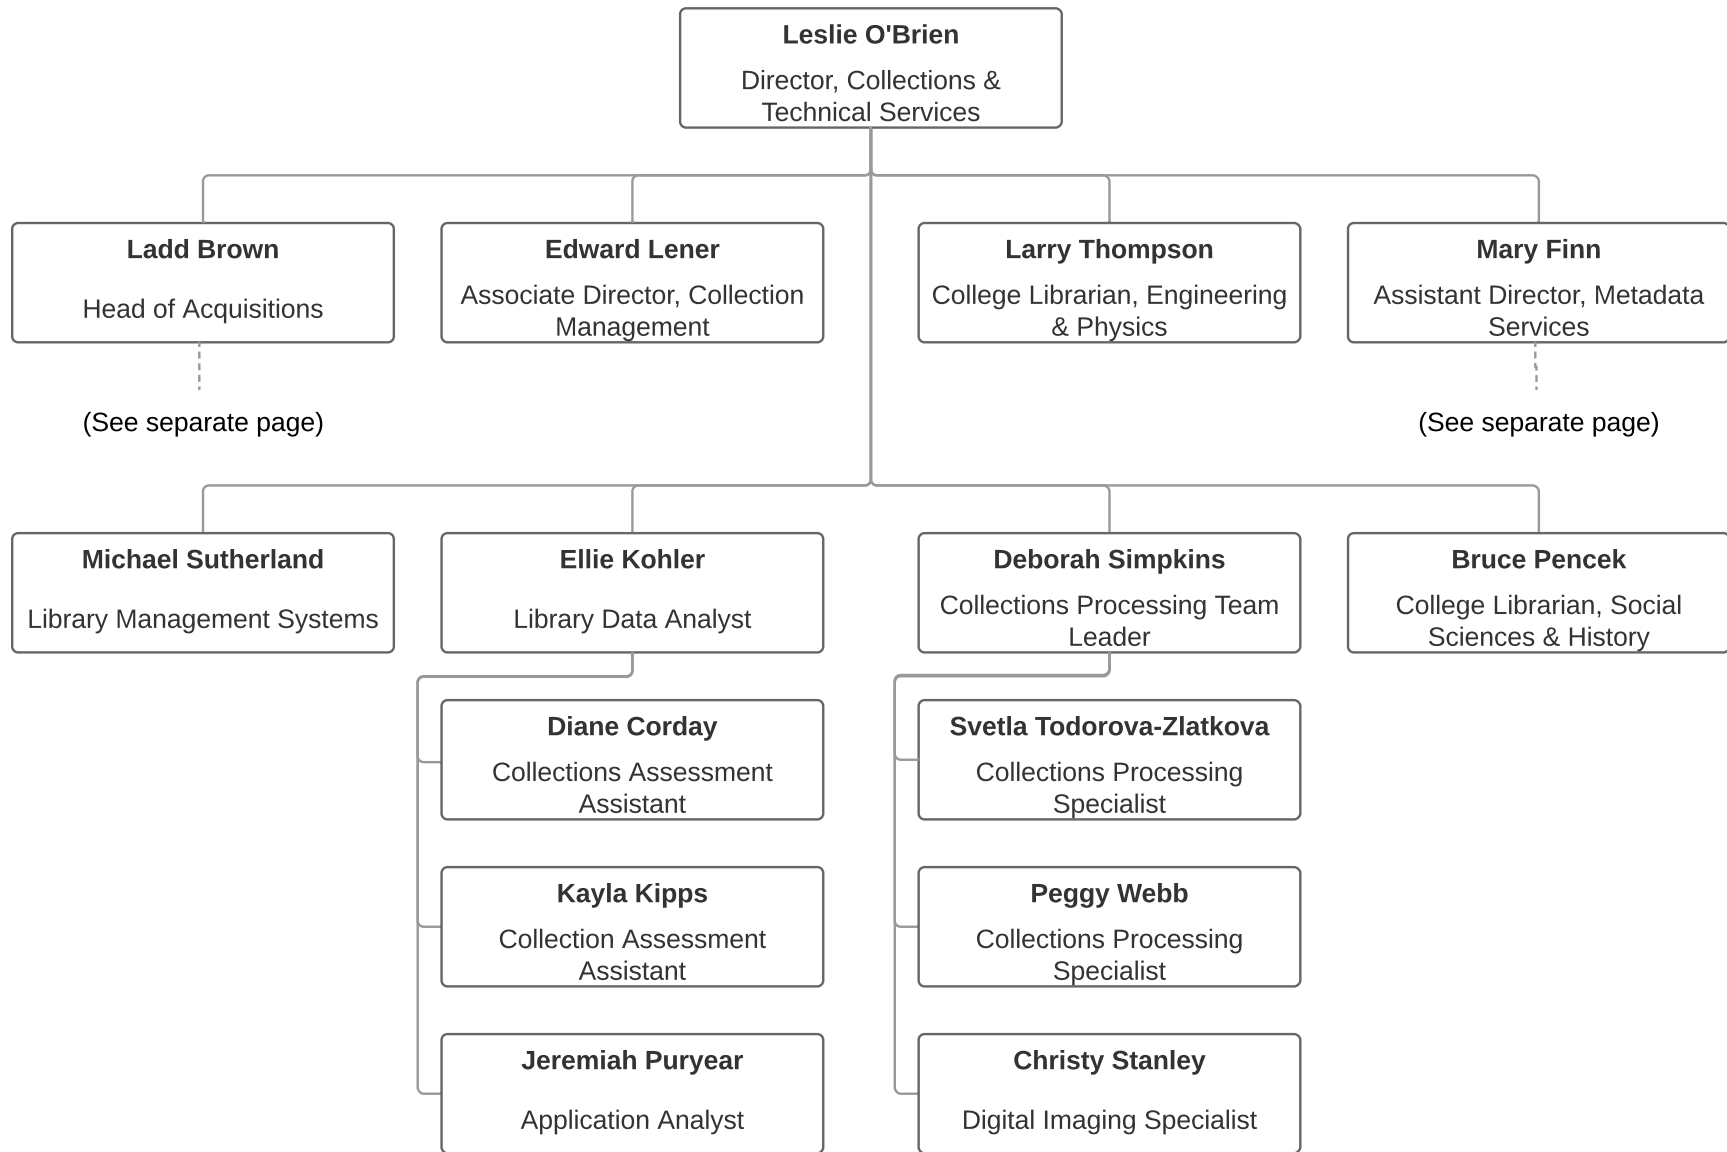 Leslie O'Brien
Director, Collections &
Technical Services
Ladd Brown
Head of Acquisitions
Edward Lener
Associate Director, Collection
Management
Larry Thompson
College Librarian, Engineering
& Physics
Mary Finn
Assistant Director, Metadata
Services
(See separate page)
(See separate page)
Michael Sutherland
Library Management Systems
Ellie Kohler
Library Data Analyst
Deborah Simpkins
Collections Processing Team
Leader
Bruce Pencek
College Librarian, Social
Sciences & History
Diane Corday
Collections Assessment
Assistant
Kayla Kipps
Collection Assessment
Assistant
Jeremiah Puryear
Application Analyst
Svetla Todorova-Zlatkova
Collections Processing
Specialist
Peggy Webb
Collections Processing
Specialist
Christy Stanley
Digital Imaging Specialist